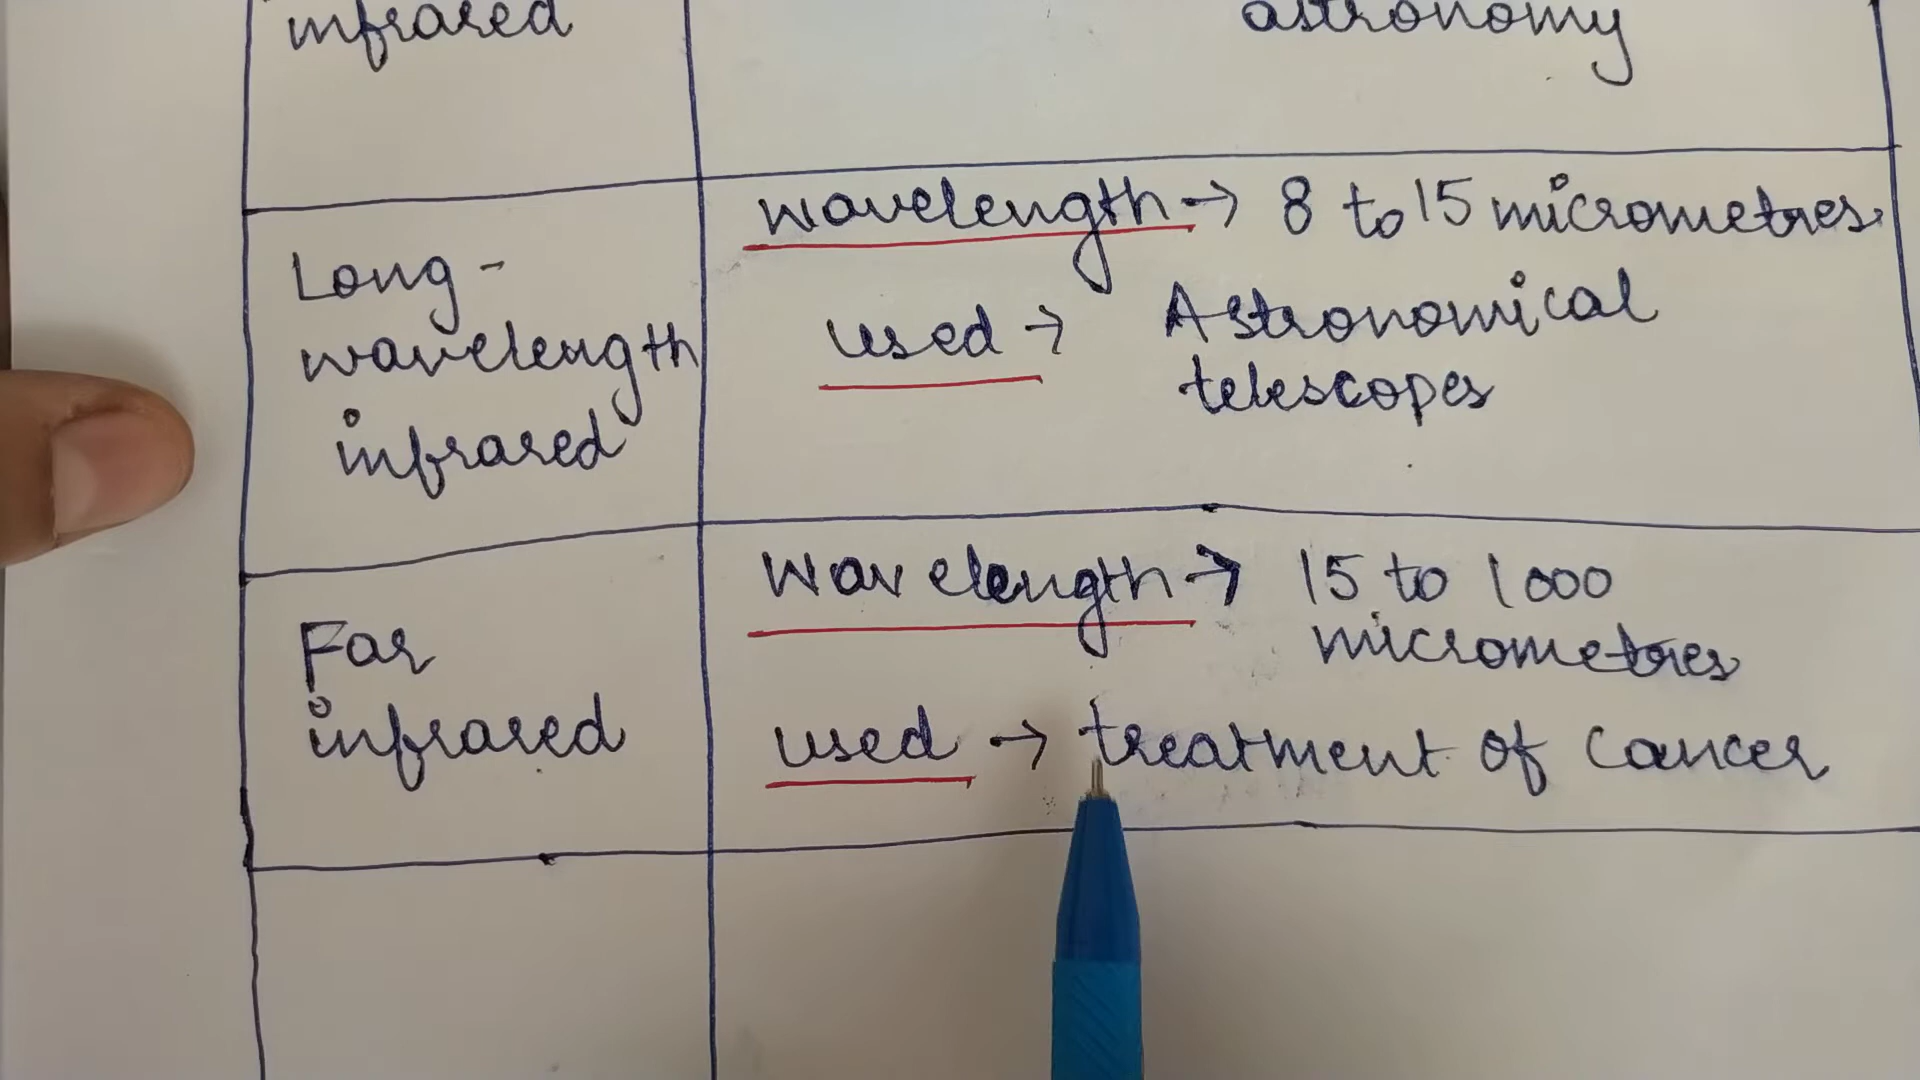 infrared
astronomy
Long-
wavelength
infrared
wavelength → 8 to 15 micrometres
used → Astronomical
telescopes
Far
infrared
Wavelength → 15 to 1000
micrometres
used → treatment of cancer